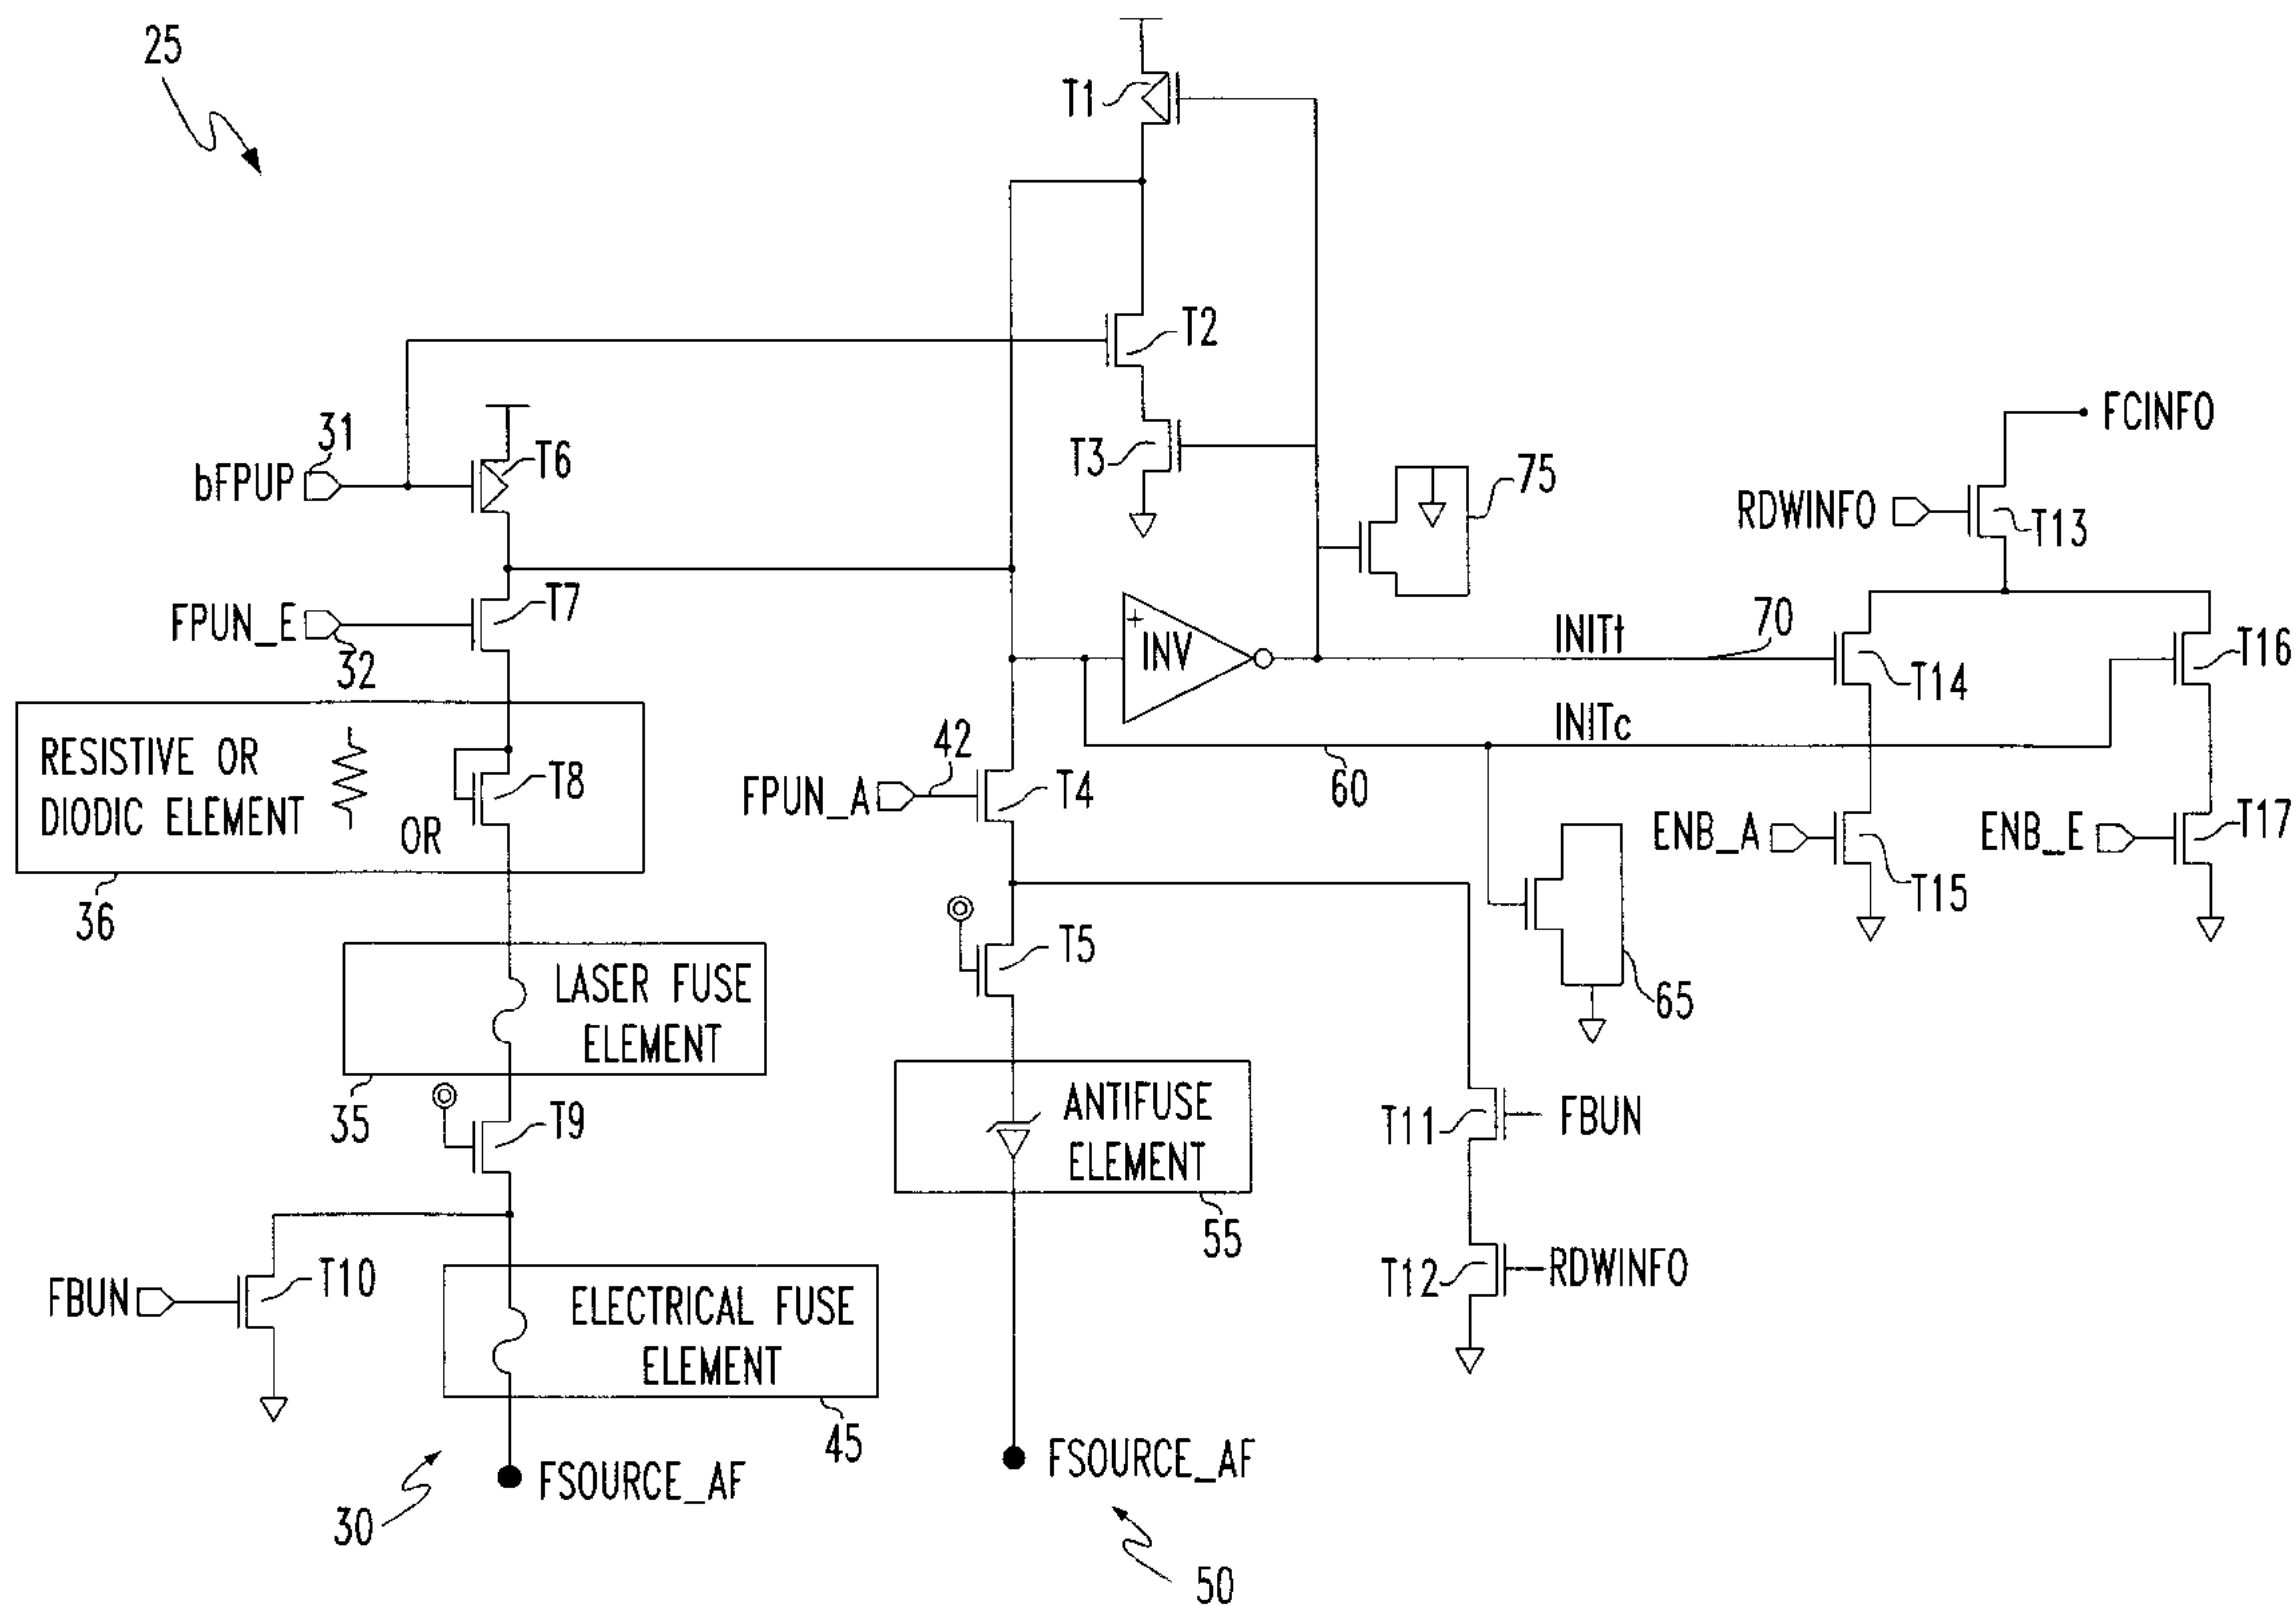 25
T1
T2
T3
31
bFPUP
T6
FCINFO
75
RDWINFO
T13
FPUN_E
32
T7
+
INV
INITt
70
T14
T16
INITc
RESISTIVE OR
DIODIC ELEMENT
OR
T8
36
42
FPUN_A
T4
60
ENB_A
T15
ENB_E
T17
T5
65
LASER FUSE
ELEMENT
35
T9
ANTIFUSE
ELEMENT
55
T11
FBUN
FBUN
T10
T12
RDWINFO
ELECTRICAL FUSE
ELEMENT
45
FSOURCE_AF
FSOURCE_AF
30
50